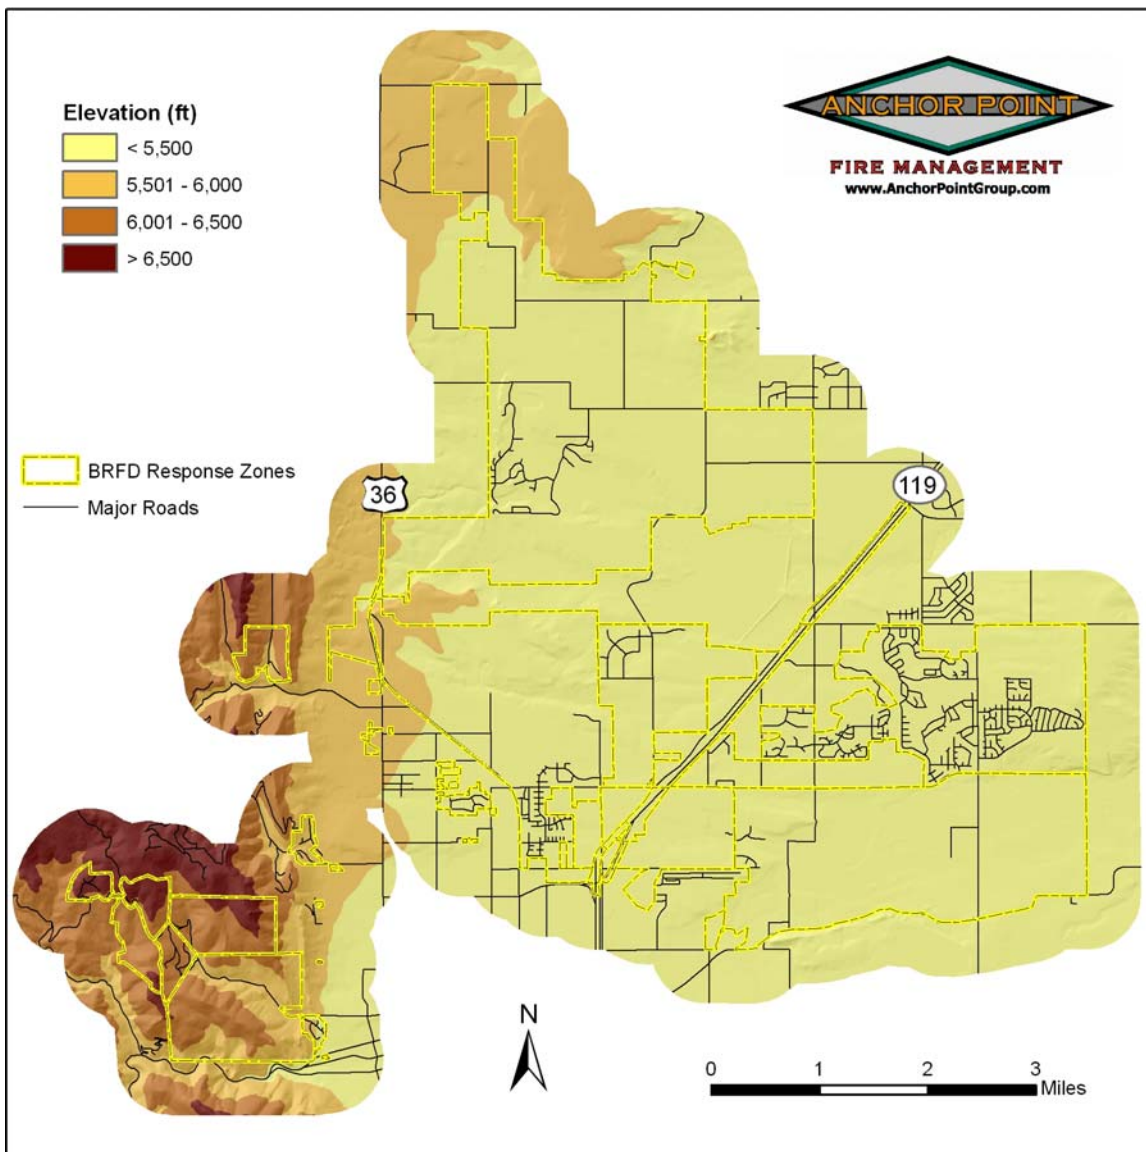 Elevation (ft)
< 5,500
5,501 - 6,000
6,001 - 6,500
> 6,500
ANCHOR POINT
FIRE MANAGEMENT
www.AnchorPointGroup.com
BRFD Response Zones
Major Roads
36
119
N
0 1 2 3
Miles